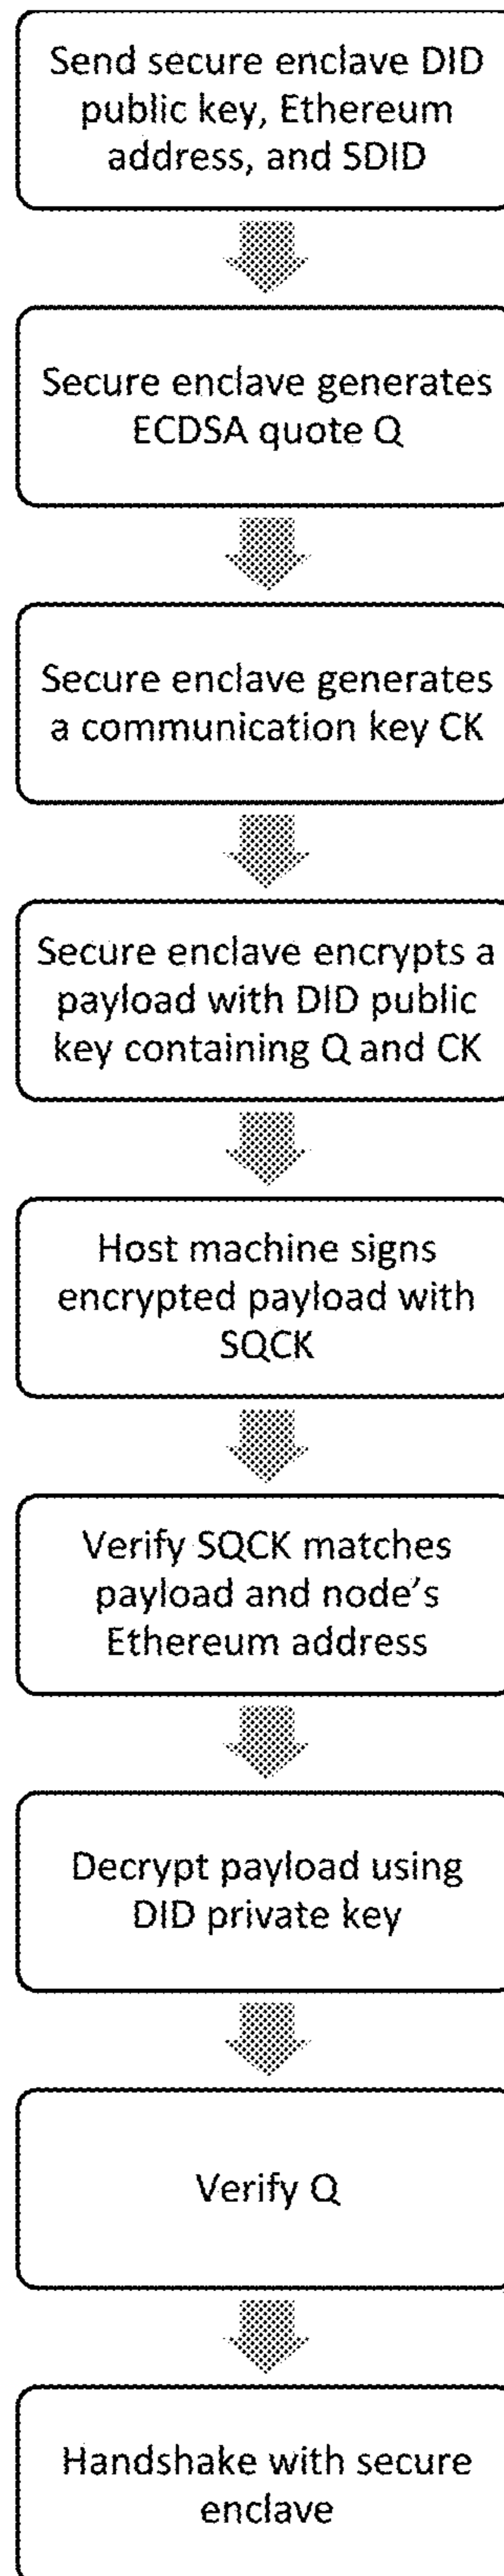 Send secure enclave DID
public key, Ethereum
address, and SDID
Secure enclave generates
ECDSA quote Q
Secure enclave generates
a communication key CK
Secure enclave encrypts a
payload with DID public
key containing Q and CK
Host machine signs
encrypted payload with
SQCK
Verify SQCK matches
payload and node's
Ethereum address
Decrypt payload using
DID private key
Verify Q
Handshake with secure
enclave